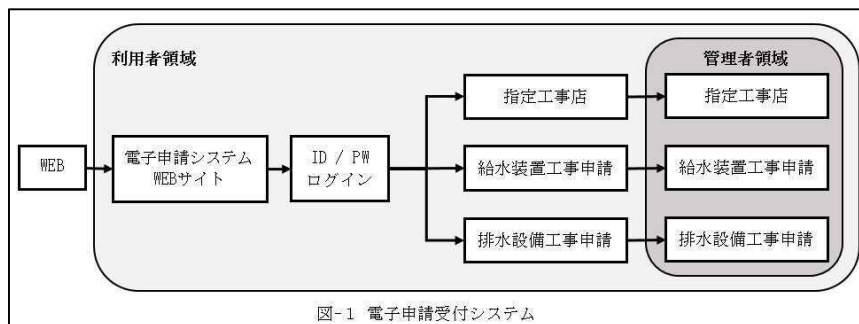 利用者領域
管理者領域
WEB
電子申請システム
WEBサイト
ID / PW
ログイン
指定工事店
指定工事店
給水装置工事申請
給水装置工事申請
排水設備工事申請
排水設備工事申請
図-1 電子申請受付システム